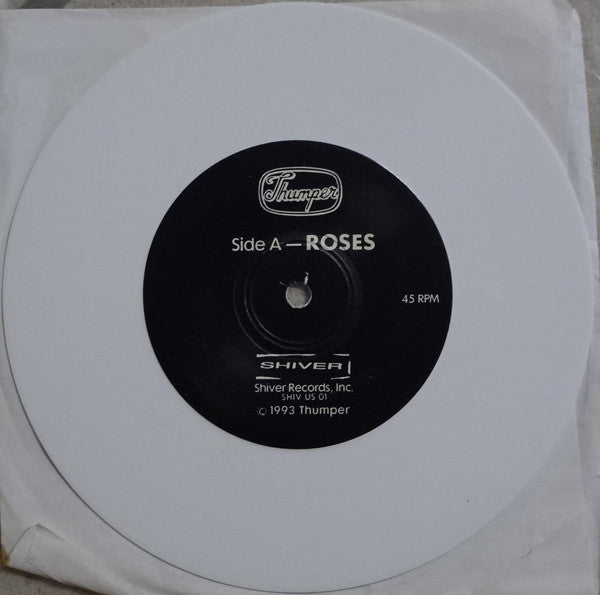 Thumper
Side A — ROSES
45 RPM
SHIVER
Shiver Records, Inc.
SHIV US 01
© 1993 Thumper